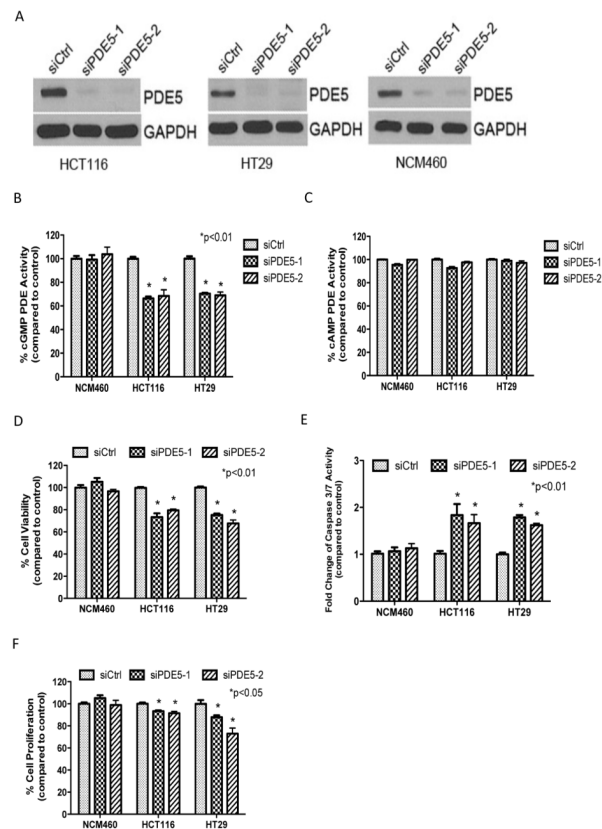 A
siCtrl siPDE5-1 siPDE5-2
PDE5
GAPDH
HCT116
siCtrl siPDE5-1 siPDE5-2
PDE5
GAPDH
HT29
siCtrl siPDE5-1 siPDE5-2
PDE5
GAPDH
NCM460
B
% cGMP PDE Activity
(compared to control)
120
100
80
60
40
20
0
*p<0.01
* * * *
NCM460 HCT116 HT29
siCtrl
siPDE5-1
siPDE5-2
C
% cAMP PDE Activity
(compared to control)
120
100
80
60
40
20
0
NCM460 HCT116 HT29
siCtrl
siPDE5-1
siPDE5-2
D
siCtrl siPDE5-1 siPDE5-2
% Cell Viability
(compared to control)
120
100
80
60
40
20
0
*p<0.01
* * * *
NCM460 HCT116 HT29
E
siCtrl siPDE5-1 siPDE5-2
Fold Change of Caspase 3/7 Activity
(compared to control)
3
2
1
0
*p<0.01
* * * *
NCM460 HCT116 HT29
F
siCtrl siPDE5-1 siPDE5-2
% Cell Proliferation
(compared to control)
120
100
80
60
40
20
0
*p<0.05
* * * *
NCM460 HCT116 HT29